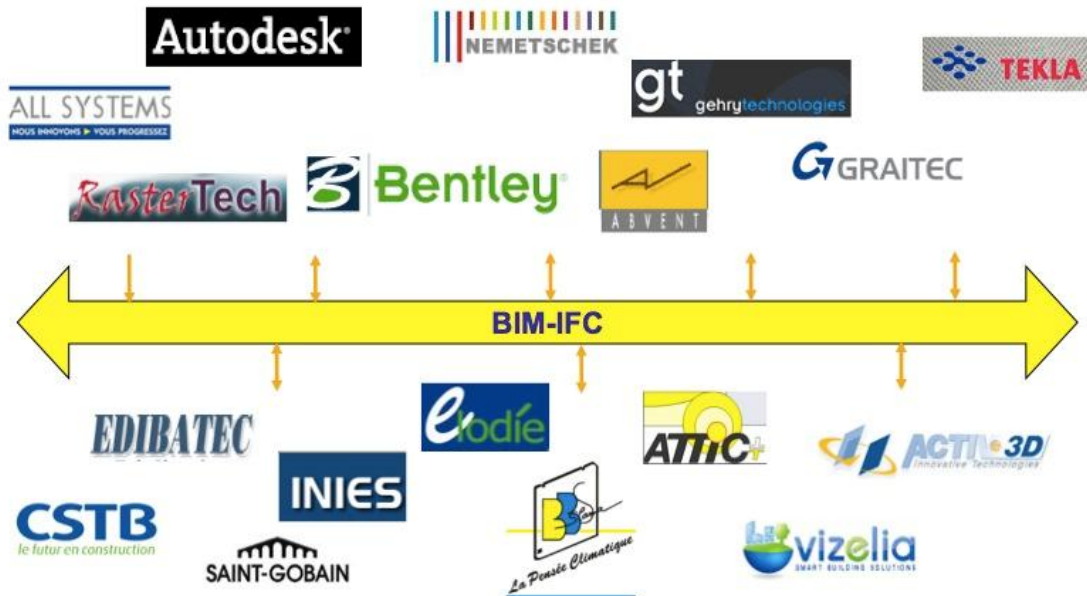 Autodesk®
NEMETSCHEK
gt
gehrytechnologies
TEKLA
ALL SYSTEMS
NOUS INNOVONS ▶ VOUS PROGRESSEZ
RasterTech
B Bentley®
ABVENT
GRAITEC
BIM-IFC
EDIBATEC
elodie
ATTIC+
ACTIVe3D
Innovative Technologies
INIES
CSTB
le futur en construction
SAINT-GOBAIN
La Pensée Climatique
vizelia
SMART BUILDING SOLUTIONS